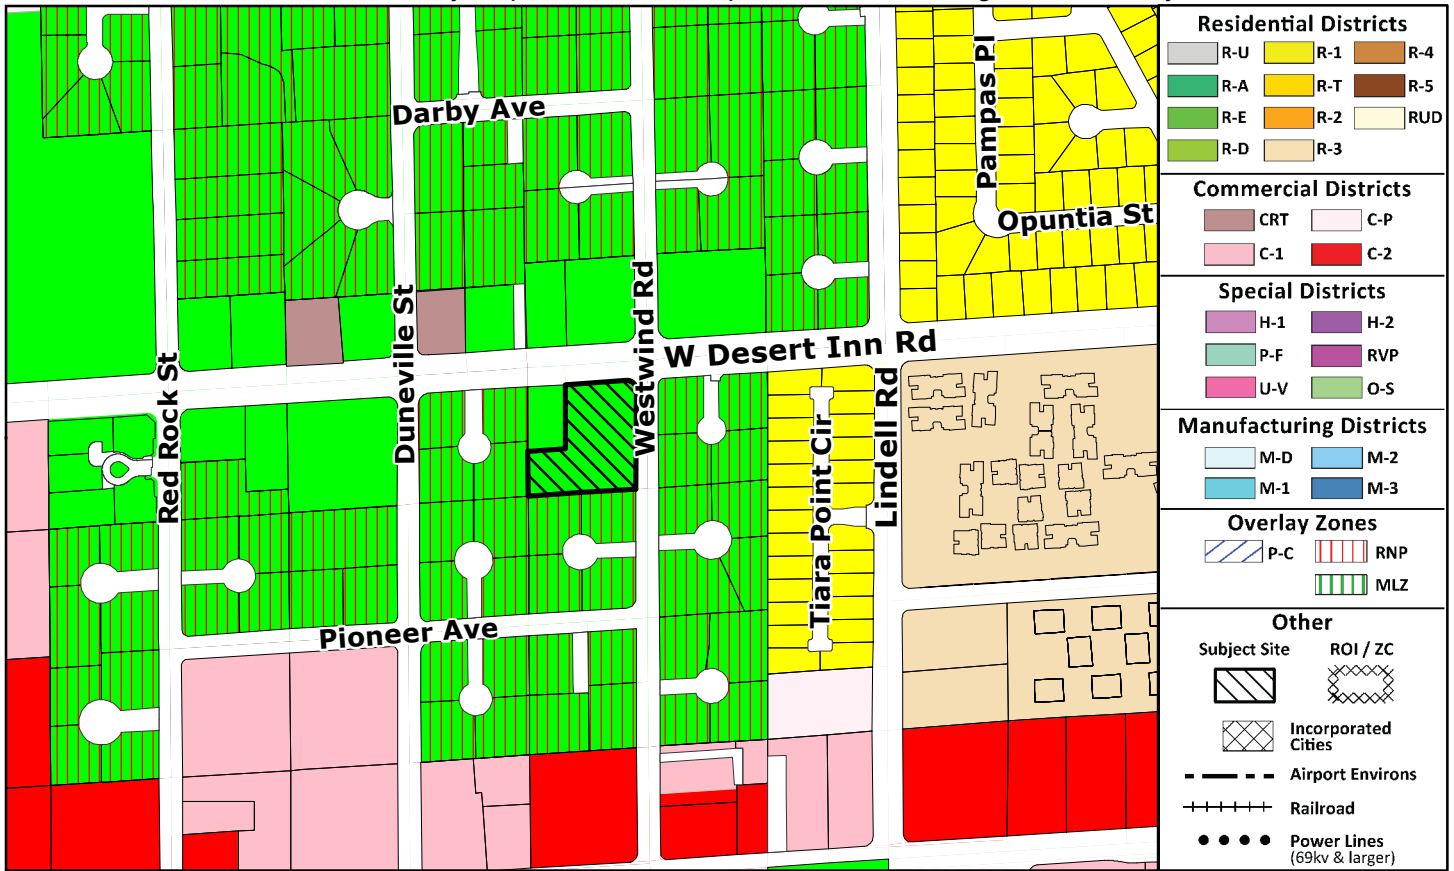 Darby Ave
Pampas Pl
Opuntia St
Westwind Rd
Duneville St
W Desert Inn Rd
Red Rock St
Tiara Point Cir
Lindell Rd
Pioneer Ave
Residential Districts
R-U
R-1
R-4
R-A
R-T
R-5
R-E
R-2
RUD
R-D
R-3
Commercial Districts
CRT
C-P
C-1
C-2
Special Districts
H-1
H-2
P-F
RVP
U-V
O-S
Manufacturing Districts
M-D
M-2
M-1
M-3
Overlay Zones
P-C
RNP
MLZ
Other
Subject Site
ROI / ZC
Incorporated
Cities
Airport Environs
Railroad
Power Lines
(69kv & larger)